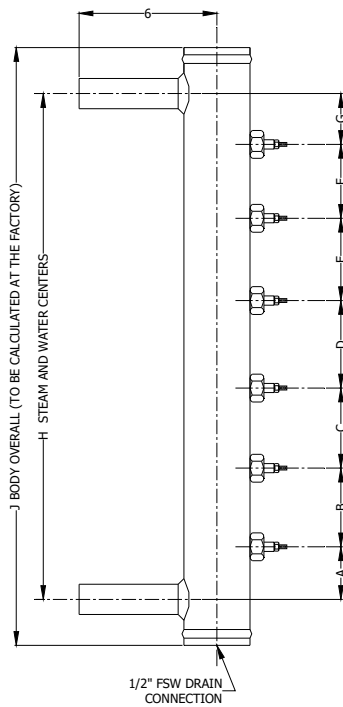 6
J BODY OVERALL (TO BE CALCULATED AT THE FACTORY)
H STEAM AND WATER CENTERS
G
F
E
D
C
B
A
1/2" FSW DRAIN
CONNECTION